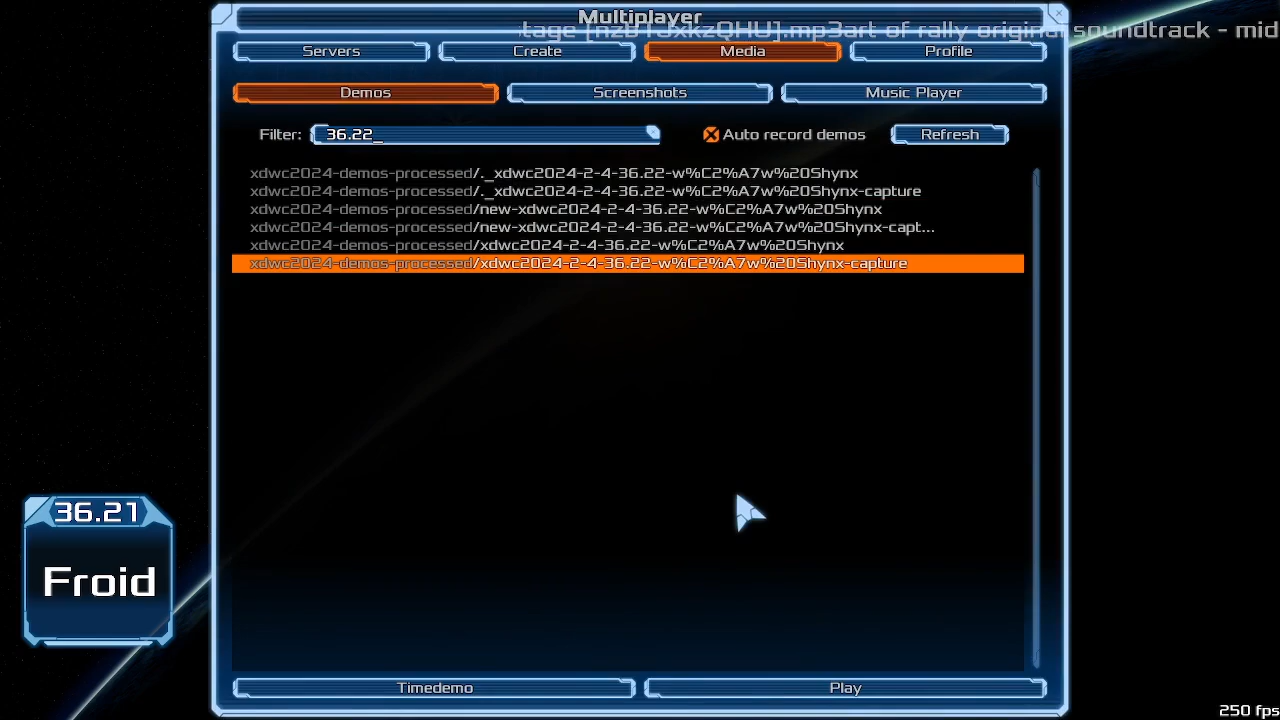 Multiplayer
tage [nzb1JxkzQHU].mp3art of rally original soundtrack - mid
Servers Create Media Profile
Demos Screenshots Music Player
Filter: 36.22_ Auto record demos Refresh
xdwc2024-demos-processed/._xdwc2024-2-4-36.22-w%C2%A7w%20Shynx
xdwc2024-demos-processed/._xdwc2024-2-4-36.22-w%C2%A7w%20Shynx-capture
xdwc2024-demos-processed/new-xdwc2024-2-4-36.22-w%C2%A7w%20Shynx
xdwc2024-demos-processed/new-xdwc2024-2-4-36.22-w%C2%A7w%20Shynx-capt...
xdwc2024-demos-processed/xdwc2024-2-4-36.22-w%C2%A7w%20Shynx
xdwc2024-demos-processed/xdwc2024-2-4-36.22-w%C2%A7w%20Shynx-capture
36.21
Froid
Timedemo Play
250 fps